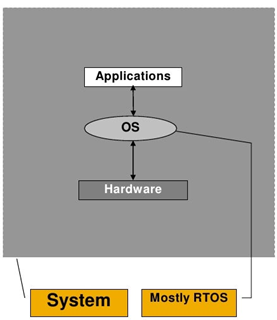 Applications
OS
Hardware
System
Mostly RTOS